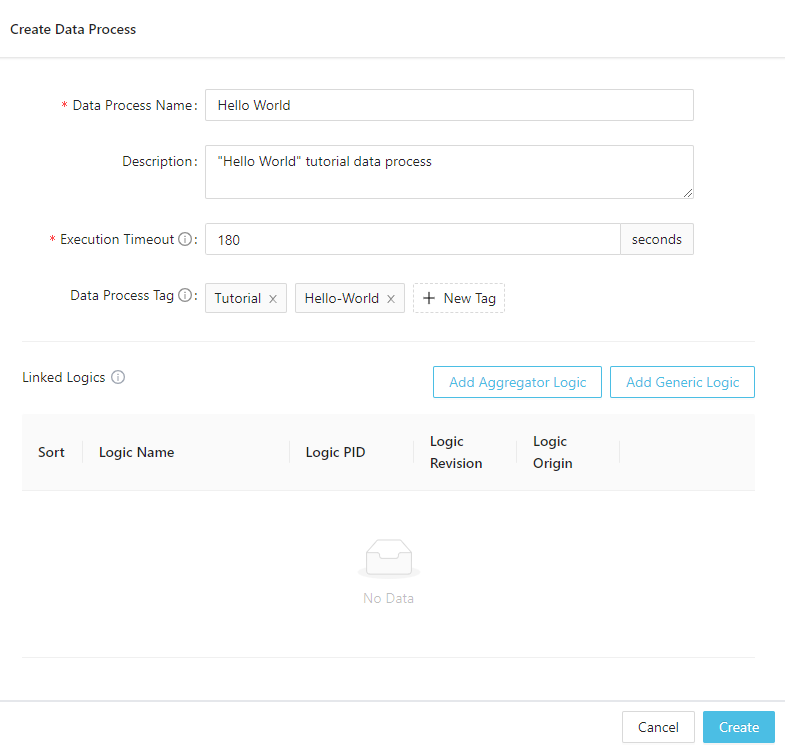 Create Data Process
* Data Process Name: Hello World
Description: "Hello World" tutorial data process
* Execution Timeout : 180 seconds
Data Process Tag : Tutorial Hello-World New Tag
Linked Logics Add Aggregator Logic Add Generic Logic
Sort Logic Name Logic PID Logic Revision Logic Origin
No Data
Cancel Create